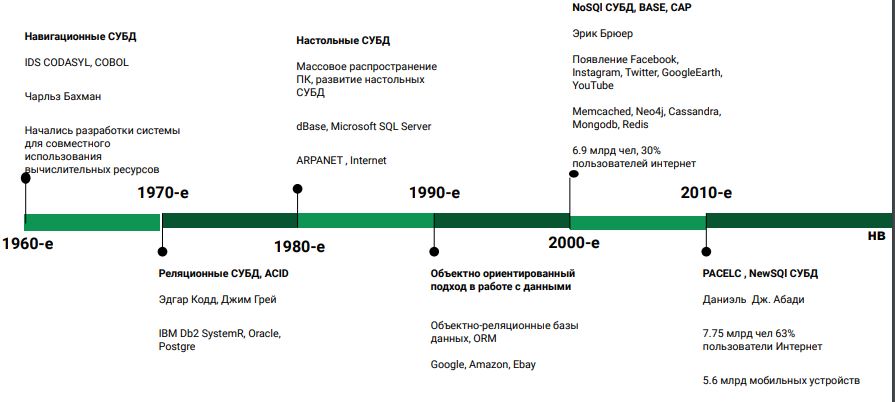 Навигационные СУБД
IDS CODASYL, COBOL
Чарльз Бахман
Начались разработки системы
для совместного
использования
вычислительных ресурсов
1960-е
1970-е
Реляционные СУБД, ACID
Эдгар Кодд, Джим Грей
IBM Db2 SystemR, Oracle,
Postgre
Настольные СУБД
Массовое распространение
ПК, развитие настольных
СУБД
dBase, Microsoft SQL Server
ARPANET , Internet
1980-е
1990-е
Объектно ориентированный
подход в работе с данными
Объектно-реляционные базы
данных, ORM
Google, Amazon, Ebay
NoSQl СУБД, BASE, CAP
Эрик Брюер
Появление Facebook,
Instagram, Twitter, GoogleEarth,
YouTube
Memcached, Neo4j, Cassandra,
Mongodb, Redis
6.9 млрд чел, 30%
пользователей интернет
2000-е
2010-е
PACELC , NewSQl СУБД
Даниэль Дж. Абади
7.75 млрд чел 63%
пользователи Интернет
5.6 млрд мобильных устройств
нв